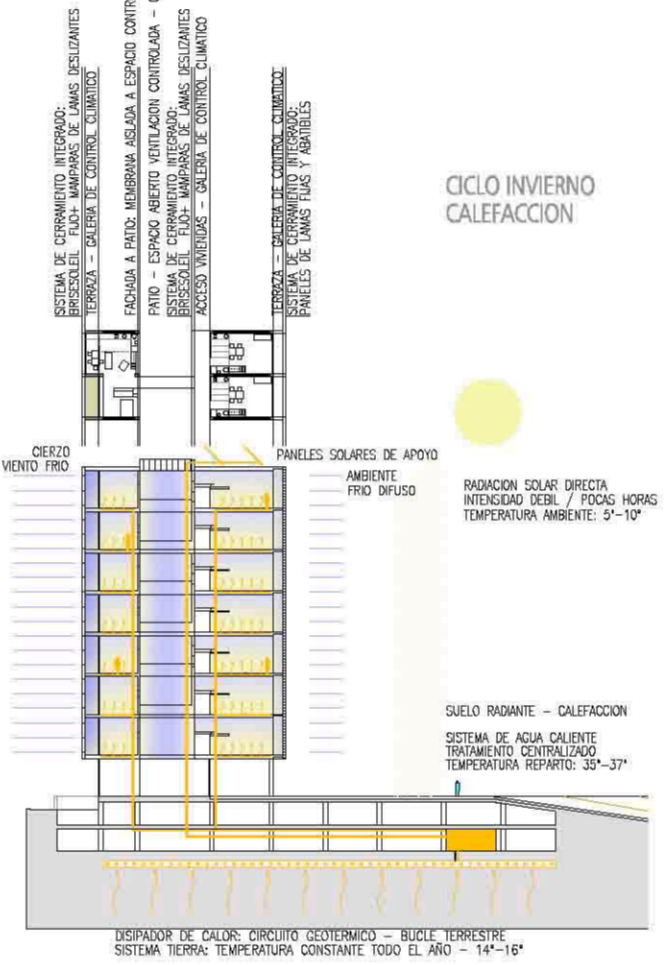 SISTEMA DE CERRAMIENTO INTEGRADO:
BRISESOLEIL FIJO+ MAMPARAS DE LAMAS DESLIZANTES
TERRAZA - GALERIA DE CONTROL CLIMATICO
FACHADA A PATIO: MEMBRANA AISLADA A ESPACIO
PATIO - ESPACIO ABIERTO VENTILACION CONTROLADA -
SISTEMA DE CERRAMIENTO INTEGRADO:
BRISESOLEIL FIJO+ MAMPARAS DE LAMAS DESLIZANTES
ACCESO VIVIENDAS - GALERIA DE CONTROL CLIMATICO
TERRAZA - GALERIA DE CONTROL CLIMATICO
SISTEMA DE CERRAMIENTO INTEGRADO:
PANELES DE LAMAS FIJAS Y ABATIBLES
CICLO INVIERNO
CALEFACCION
CIERZO
VIENTO FRIO
PANELES SOLARES DE APOYO
AMBIENTE
FRIO DIFUSO
RADIACION SOLAR DIRECTA
INTENSIDAD DEBIL / POCAS HORAS
TEMPERATURA AMBIENTE: 5°-10°
SUELO RADIANTE - CALEFACCION
SISTEMA DE AGUA CALIENTE
TRATAMIENTO CENTRALIZADO
TEMPERATURA REPARTO: 35°-37°
DISIPADOR DE CALOR: CIRCUITO GEOTERMICO - BUCLE TERRESTRE
SISTEMA TIERRA: TEMPERATURA CONSTANTE TODO EL AÑO - 14°-16°